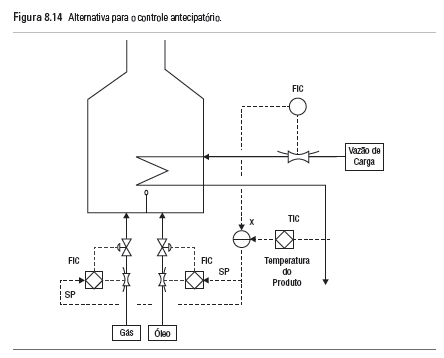 Figura 8.14 Alternativa para o controle antecipatório.
FIC
Vazão de
Carga
X
TIC
FIC
FIC
SP
Temperatura
do
Produto
SP
Gás
Óleo